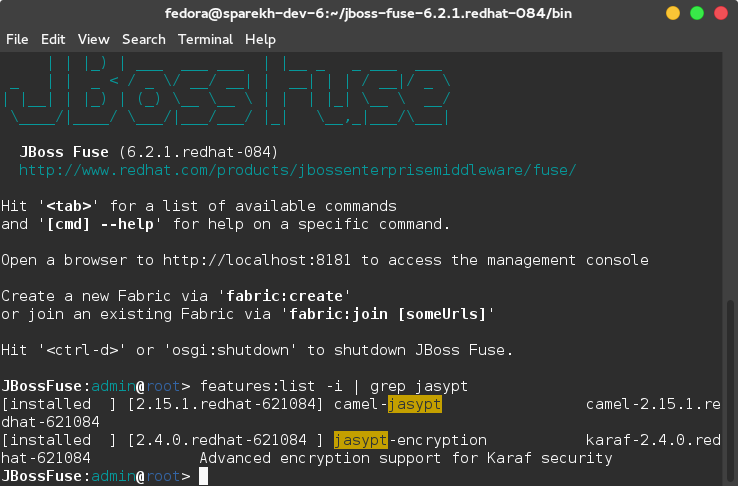 fedora@sparekh-dev-6:~/jboss-fuse-6.2.1.redhat-084/bin
File Edit View Search Terminal Help
JBoss Fuse (6.2.1.redhat-084)
http://www.redhat.com/products/jbossenterprisemiddleware/fuse/
Hit '<tab>' for a list of available commands
and '[cmd] --help' for help on a specific command.
Open a browser to http://localhost:8181 to access the management console
Create a new Fabric via 'fabric:create'
or join an existing Fabric via 'fabric:join [someUrls]'
Hit '<ctrl-d>' or 'osgi:shutdown' to shutdown JBoss Fuse.
JBossFuse:admin@root> features:list -i | grep jasypt
[installed  ] [2.15.1.redhat-621084] camel-jasypt                camel-2.15.1.re
dhat-621084
[installed  ] [2.4.0.redhat-621084 ] jasypt-encryption           karaf-2.4.0.red
hat-621084            Advanced encryption support for Karaf security
JBossFuse:admin@root>